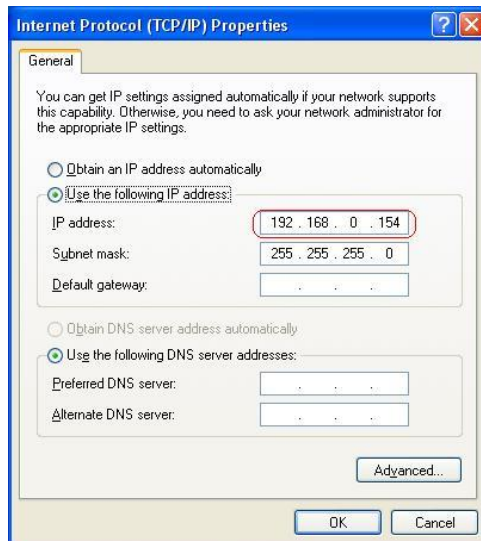 Internet Protocol (TCP/IP) Properties
General
You can get IP settings assigned automatically if your network supports
this capability. Otherwise, you need to ask your network administrator for
the appropriate IP settings.
Obtain an IP address automatically
Use the following IP address:
IP address: 192 . 168 . 0 . 154
Subnet mask: 255 . 255 . 255 . 0
Default gateway: . . .
Obtain DNS server address automatically
Use the following DNS server addresses:
Preferred DNS server: . . .
Alternate DNS server: . . .
Advanced...
OK Cancel